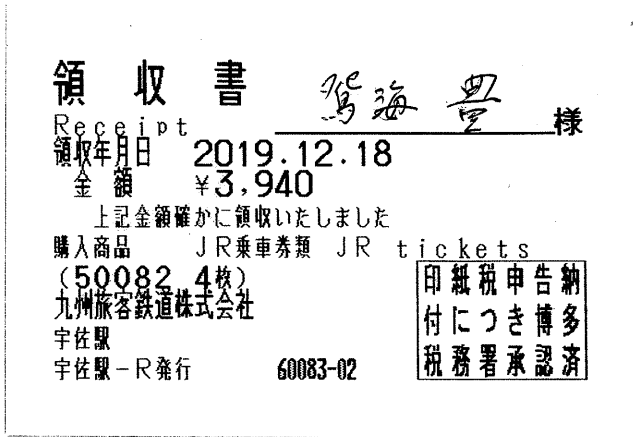 領収書
鴛海 豊 様
Receipt
領収年月日 2019.12.18
金額 ¥3,940
上記金額確かに領収いたしました
購入商品 JR乗車券類 JR tickets
(50082 4枚)
九州旅客鉄道株式会社
宇佐駅
宇佐駅-R発行 60083-02
印紙税申告納
付につき博多
税務署承認済